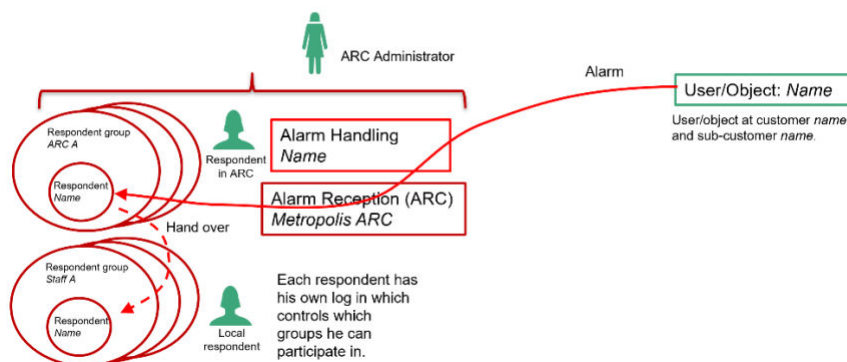 ARC Administrator
Alarm
User/Object: Name
User/object at customer name
and sub-customer name.
Respondent group
ARC A
Respondent
Name
Respondent
in ARC
Alarm Handling
Name
Alarm Reception (ARC)
Metropolis ARC
Hand over
Respondent group
Staff A
Respondent
Name
Local
respondent
Each respondent has
his own log in which
controls which
groups he can
participate in.